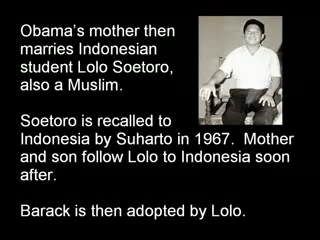 Obama's mother then
marries Indonesian
student Lolo Soetoro,
also a Muslim.
Soetoro is recalled to
Indonesia by Suharto in 1967.  Mother
and son follow Lolo to Indonesia soon
after.
Barack is then adopted by Lolo.